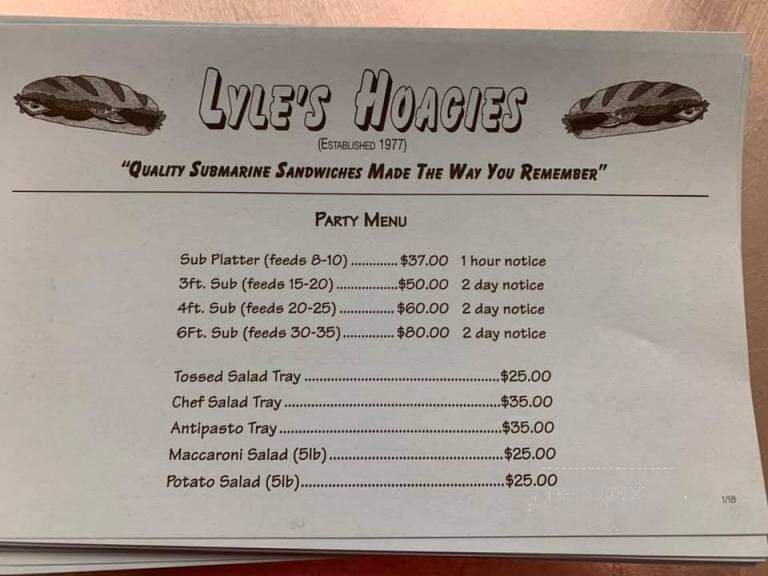 LYLE'S HOAGIES
(ESTABLISHED 1977)
"QUALITY SUBMARINE SANDWICHES MADE THE WAY YOU REMEMBER"
PARTY MENU
Sub Platter (feeds 8-10) ............. $37.00 1 hour notice
3ft. Sub (feeds 15-20) .................$50.00 2 day notice
4ft. Sub (feeds 20-25) ................ $60.00 2 day notice
6Ft. Sub (feeds 30-35)............... $80.00 2 day notice
Tossed Salad Tray ......................................................$25.00
Chef Salad Tray............................................................$35.00
Antipasto Tray.............................................................$35.00
Maccaroni Salad (5lb) ................................................$25.00
Potato Salad (5lb)........................................................$25.00
1/18